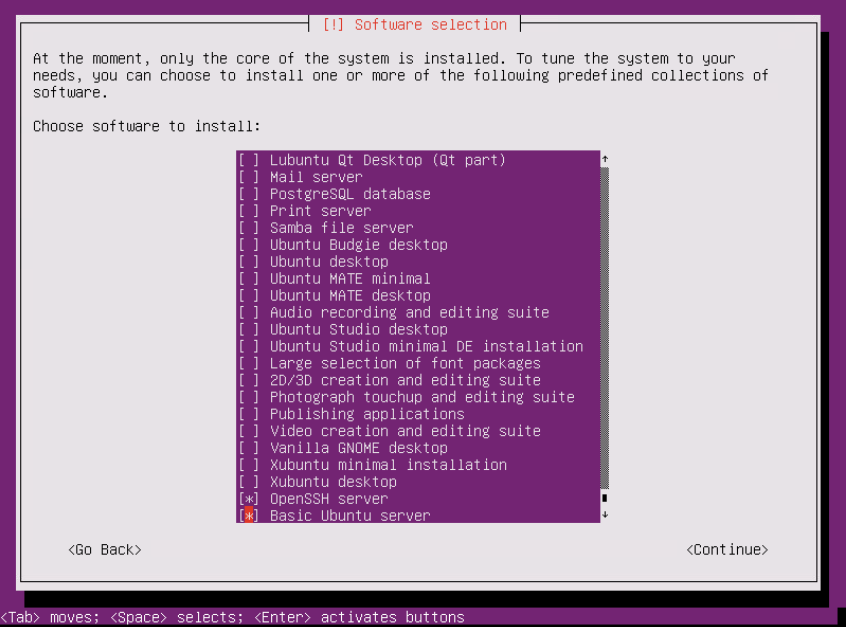 [!] Software selection
At the moment, only the core of the system is installed. To tune the system to your
needs, you can choose to install one or more of the following predefined collections of
software.
Choose software to install:
[ ] Lubuntu Qt Desktop (Qt part)
[ ] Mail server
[ ] PostgreSQL database
[ ] Print server
[ ] Samba file server
[ ] Ubuntu Budgie desktop
[ ] Ubuntu desktop
[ ] Ubuntu MATE minimal
[ ] Ubuntu MATE desktop
[ ] Audio recording and editing suite
[ ] Ubuntu Studio desktop
[ ] Ubuntu Studio minimal DE installation
[ ] Large selection of font packages
[ ] 2D/3D creation and editing suite
[ ] Photograph touchup and editing suite
[ ] Publishing applications
[ ] Video creation and editing suite
[ ] Vanilla GNOME desktop
[ ] Xubuntu minimal installation
[ ] Xubuntu desktop
[*] OpenSSH server
[*] Basic Ubuntu server
<Go Back> <Continue>
<Tab> moves; <Space> selects; <Enter> activates buttons